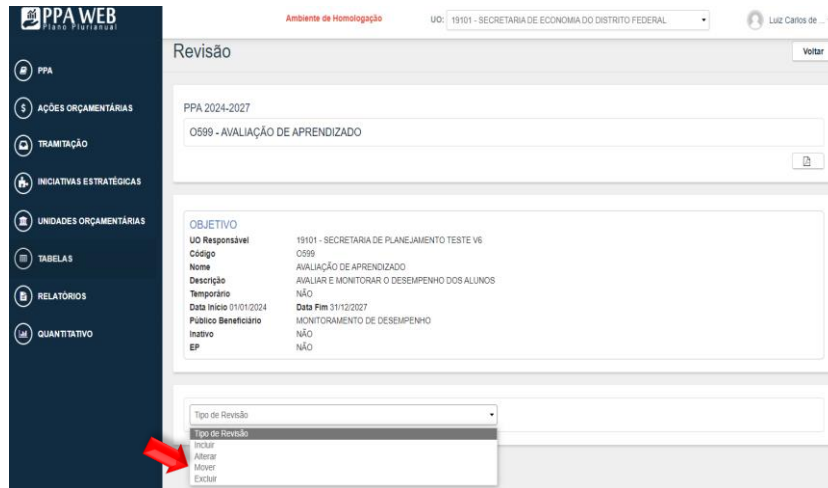 PPA WEB
Plano Plurianual
Ambiente de Homologação
UO: 19101 - SECRETARIA DE ECONOMIA DO DISTRITO FEDERAL
Luiz Carlos de ...
Revisão
Voltar
PPA
AÇÕES ORÇAMENTÁRIAS
TRAMITAÇÃO
INICIATIVAS ESTRATÉGICAS
UNIDADES ORÇAMENTÁRIAS
TABELAS
RELATÓRIOS
QUANTITATIVO
PPA 2024-2027
O599 - AVALIAÇÃO DE APRENDIZADO
OBJETIVO
UO Responsável 19101 - SECRETARIA DE PLANEJAMENTO TESTE V6
Código O599
Nome AVALIAÇÃO DE APRENDIZADO
Descrição AVALIAR E MONITORAR O DESEMPENHO DOS ALUNOS
Temporário NÃO
Data Início 01/01/2024 Data Fim 31/12/2027
Público Beneficiário MONITORAMENTO DE DESEMPENHO
Inativo NÃO
EP NÃO
Tipo de Revisão
Tipo de Revisão
Incluir
Alterar
Mover
Excluir